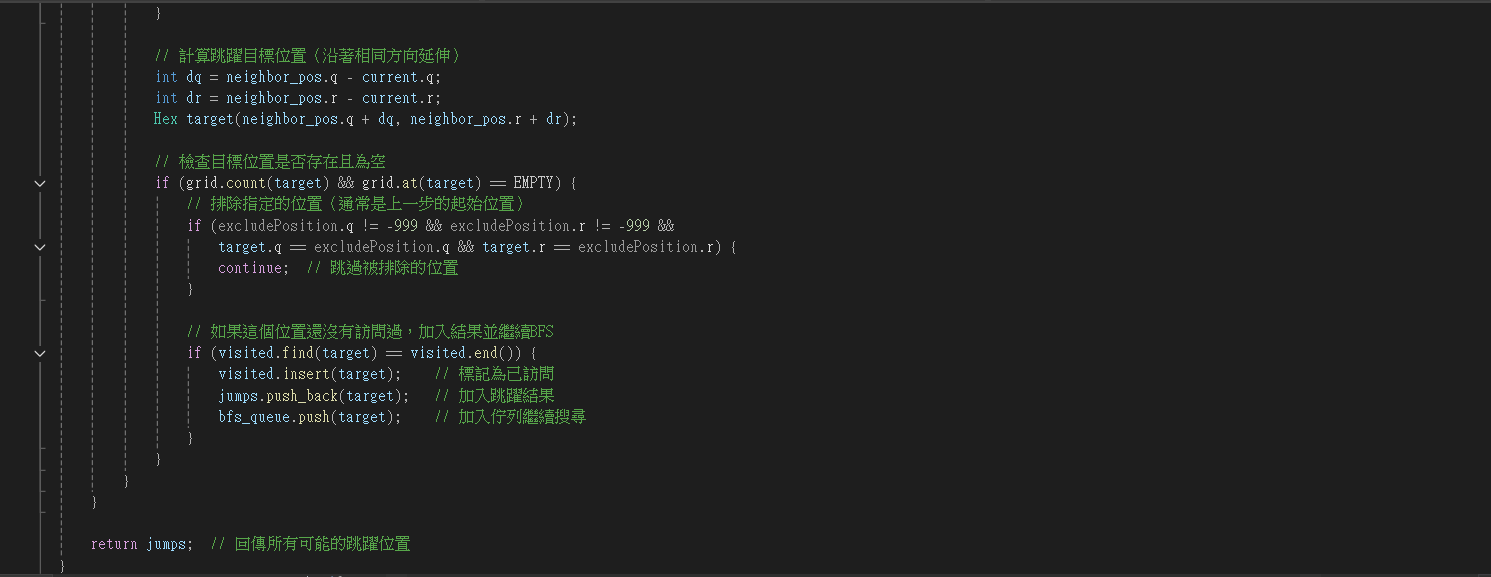 }
// 計算跳躍目標位置（沿著相同方向延伸）
int dq = neighbor_pos.q - current.q;
int dr = neighbor_pos.r - current.r;
Hex target(neighbor_pos.q + dq, neighbor_pos.r + dr);
// 檢查目標位置是否存在且為空
if (grid.count(target) && grid.at(target) == EMPTY) {
// 排除指定的位置（通常是上一步的起始位置）
if (excludePosition.q != -999 && excludePosition.r != -999 &&
target.q == excludePosition.q && target.r == excludePosition.r) {
continue;  // 跳過被排除的位置
}
// 如果這個位置還沒有訪問過，加入結果並繼續BFS
if (visited.find(target) == visited.end()) {
visited.insert(target);    // 標記為已訪問
jumps.push_back(target);   // 加入跳躍結果
bfs_queue.push(target);    // 加入佇列繼續搜尋
}
}
}
}
return jumps;  // 回傳所有可能的跳躍位置
}